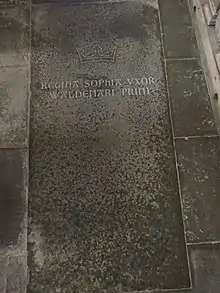 REGINA SOPHIA VXOR
WALDEMARI PRIMI